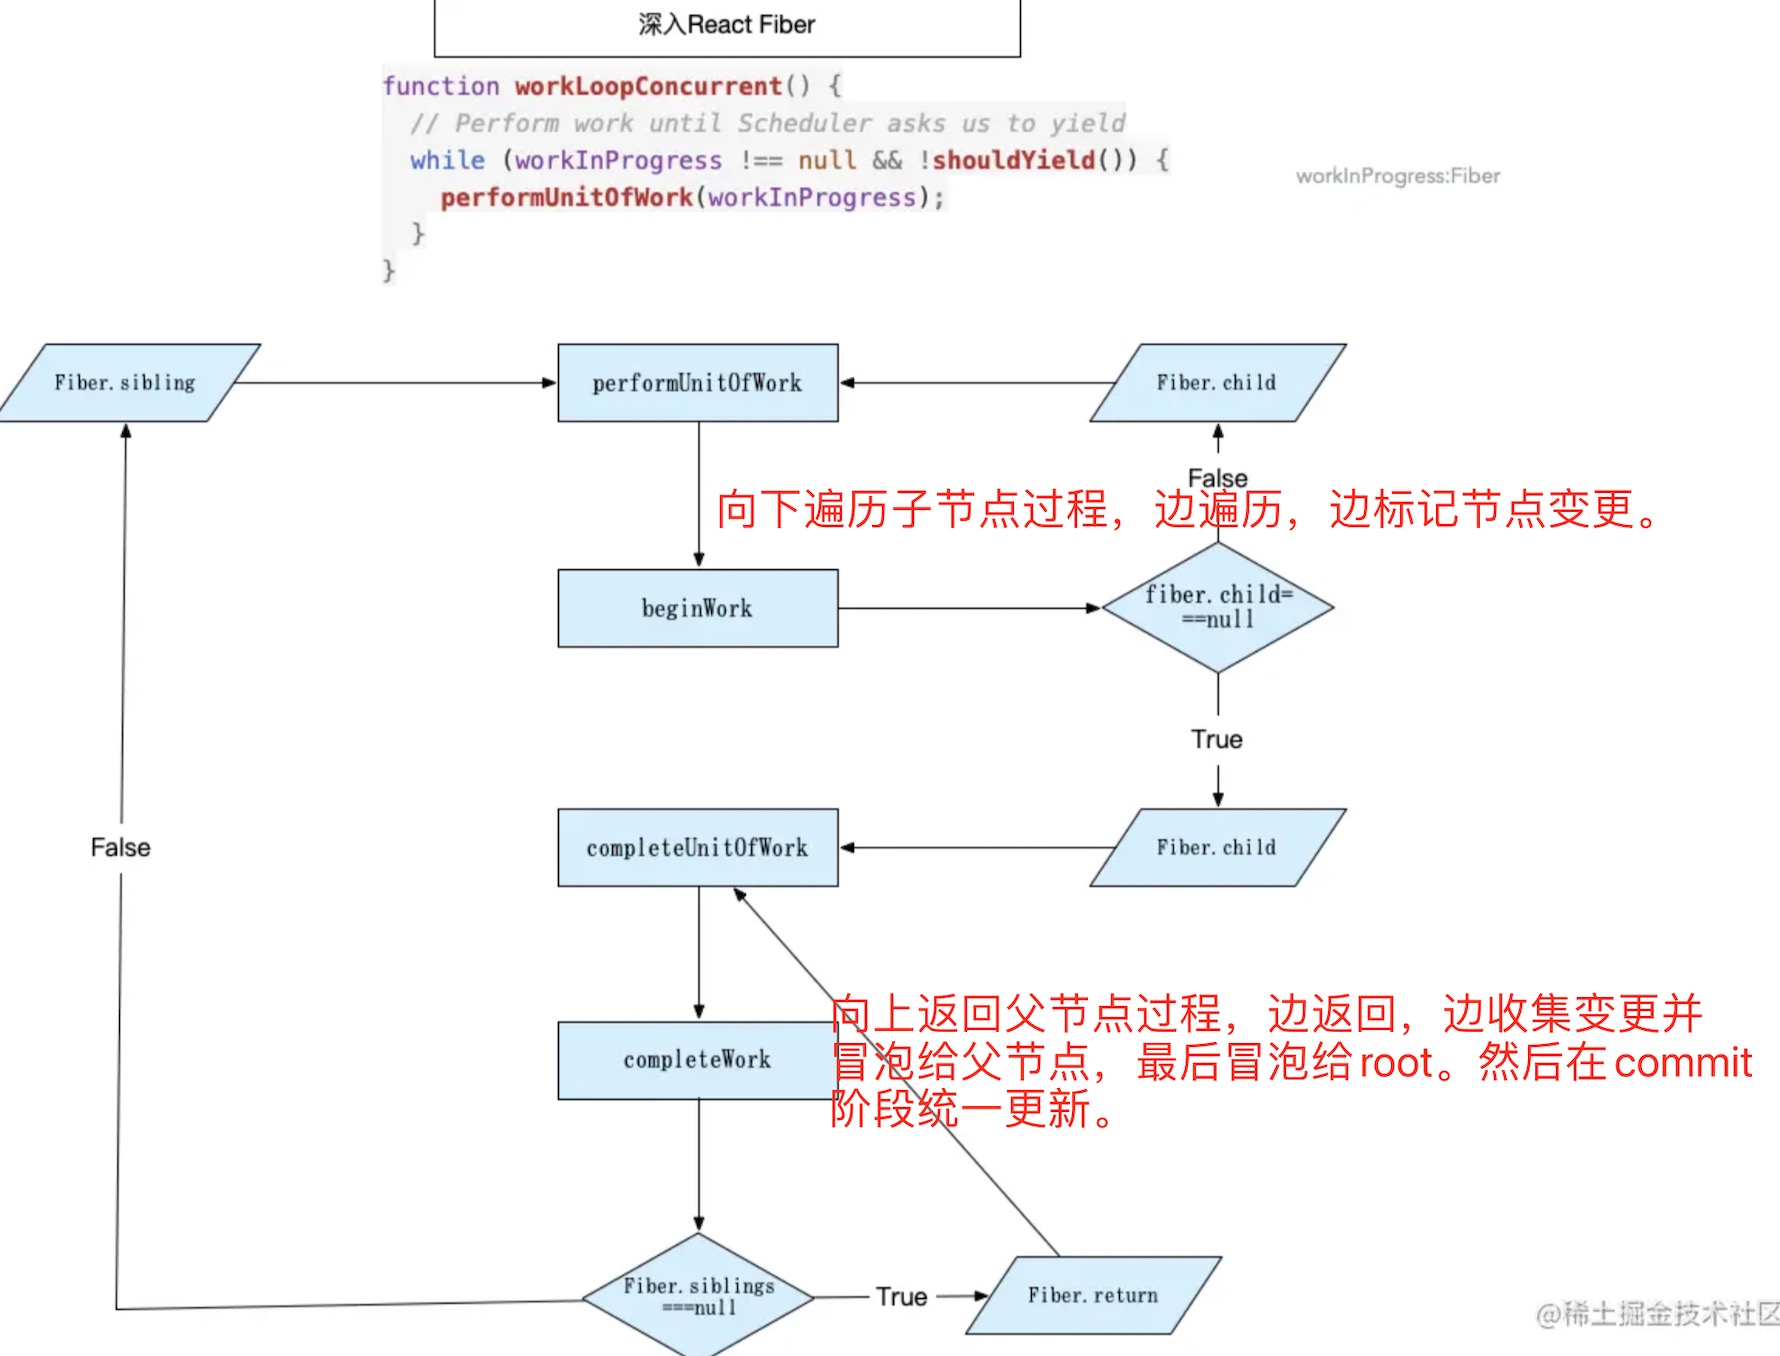 深入React Fiber
function workLoopConcurrent() {
// Perform work until Scheduler asks us to yield
while (workInProgress !== null && !shouldYield()) {
performUnitOfWork(workInProgress);
}
}
workInProgress:Fiber
Fiber.sibling
performUnitOfWork
Fiber.child
False
向下遍历子节点过程，边遍历，边标记节点变更。
beginWork
fiber.child=
==null
True
False
completeUnitOfWork
Fiber.child
向上返回父节点过程，边返回，边收集变更并
冒泡给父节点，最后冒泡给root。然后在commit
阶段统一更新。
completeWork
Fiber.siblings
===null
True
Fiber.return
@稀土掘金技术社区